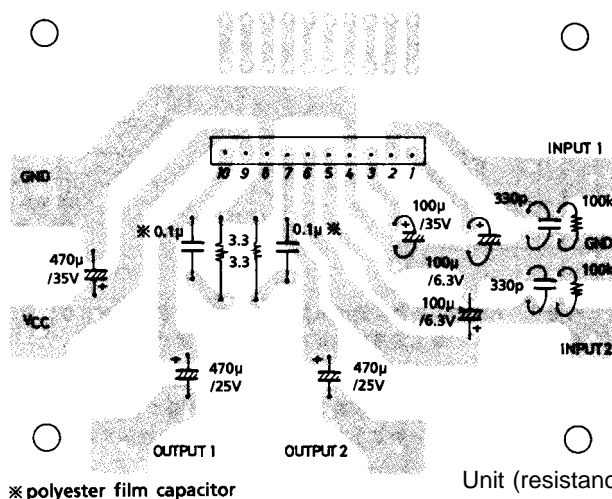 INPUT 1
10 9 8 7 6 5 4 3 2 1
GND
100μ
/35V
330p
100k
※ 0.1μ
3.3
3.3
0.1μ ※
GND
470μ
/35V
100μ
/6.3V
330p
100k
VCC
100μ
/6.3V
INPUT2
470μ
/25V
470μ
/25V
OUTPUT 1
OUTPUT 2
※ polyester film capacitor
Unit (resistanc